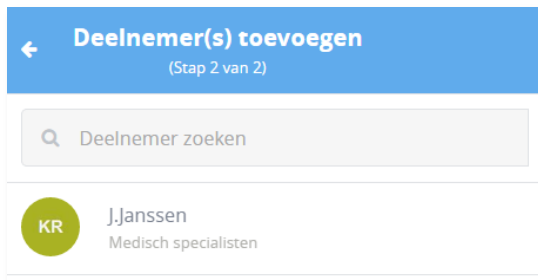 Deelnemer(s) toevoegen
(Stap 2 van 2)
Deelnemer zoeken
KR
J.Janssen
Medisch specialisten